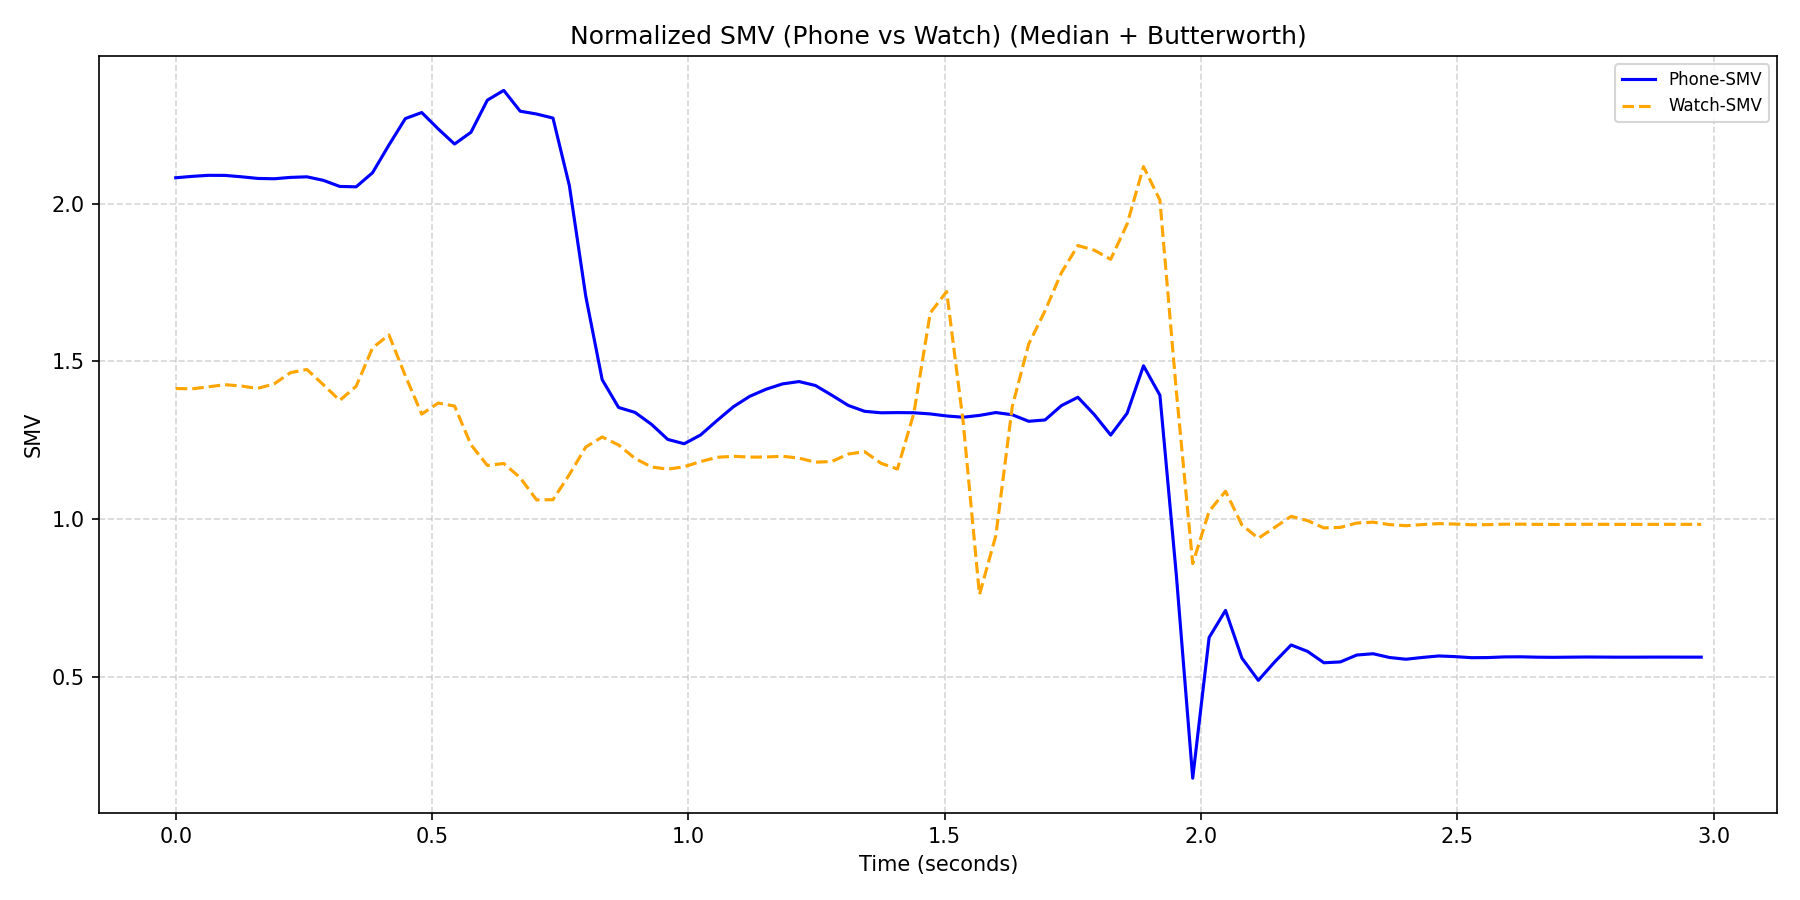 Normalized SMV (Phone vs Watch) (Median + Butterworth)
Phone-SMV
Watch-SMV
2.0
1.5
1.0
0.5
SMV
0.0 0.5 1.0 1.5 2.0 2.5 3.0
Time (seconds)